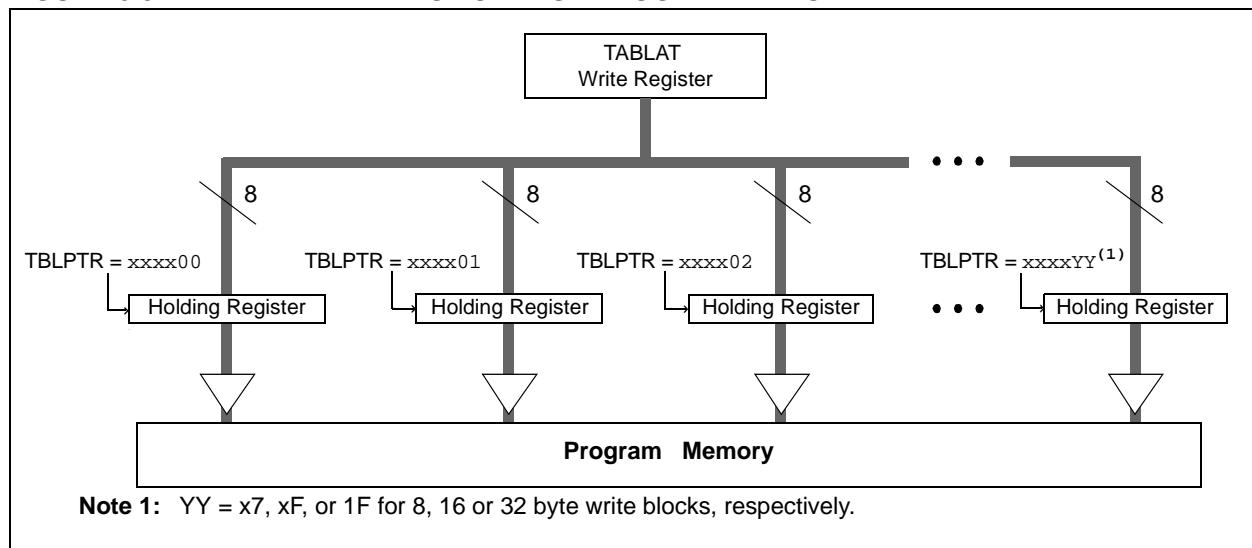 TABLAT
Write Register
8 8 8 8
TBLPTR = xxxx00 TBLPTR = xxxx01 TBLPTR = xxxx02 TBLPTR = xxxxYY(1)
Holding Register Holding Register Holding Register Holding Register
Program Memory
Note 1: YY = x7, xF, or 1F for 8, 16 or 32 byte write blocks, respectively.